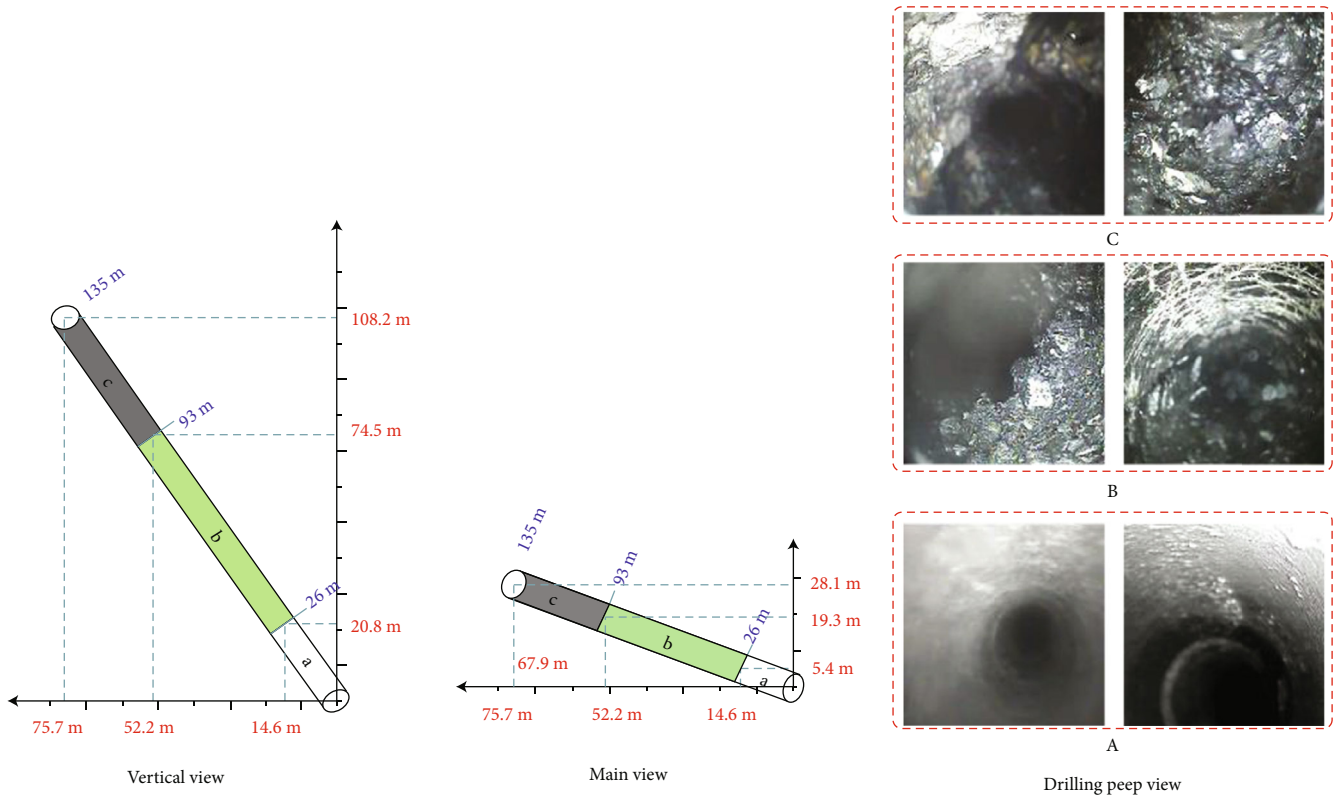 135 m
108.2 m
c
93 m
74.5 m
b
26 m
20.8 m
a
75.7 m
52.2 m
14.6 m
Vertical view
135 m
28.1 m
c
93 m
19.3 m
b
26 m
67.9 m
5.4 m
a
75.7 m
52.2 m
14.6 m
Main view
C
B
A
Drilling peep view